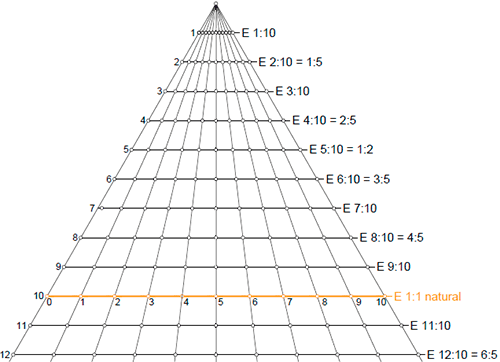 1 E 1:10
2 E 2:10 = 1:5
3 E 3:10
4 E 4:10 = 2:5
5 E 5:10 = 1:2
6 E 6:10 = 3:5
7 E 7:10
8 E 8:10 = 4:5
9 E 9:10
10 E 1:1 natural
0 1 2 3 4 5 6 7 8 9 10
11 E 11:10
12 E 12:10 = 6:5